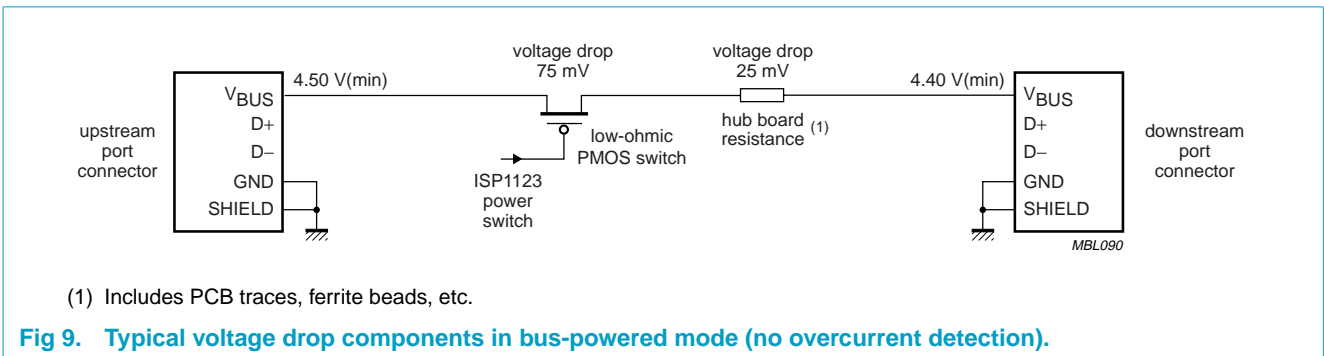 voltage drop
75 mV
voltage drop
25 mV
4.50 V(min)
4.40 V(min)
upstream
port
connector
VBUS
D+
D−
GND
SHIELD
low-ohmic
PMOS switch
ISP1123
power
switch
hub board
resistance (1)
VBUS
D+
D−
GND
SHIELD
downstream
port
connector
MBL090
(1) Includes PCB traces, ferrite beads, etc.
Fig 9. Typical voltage drop components in bus-powered mode (no overcurrent detection).